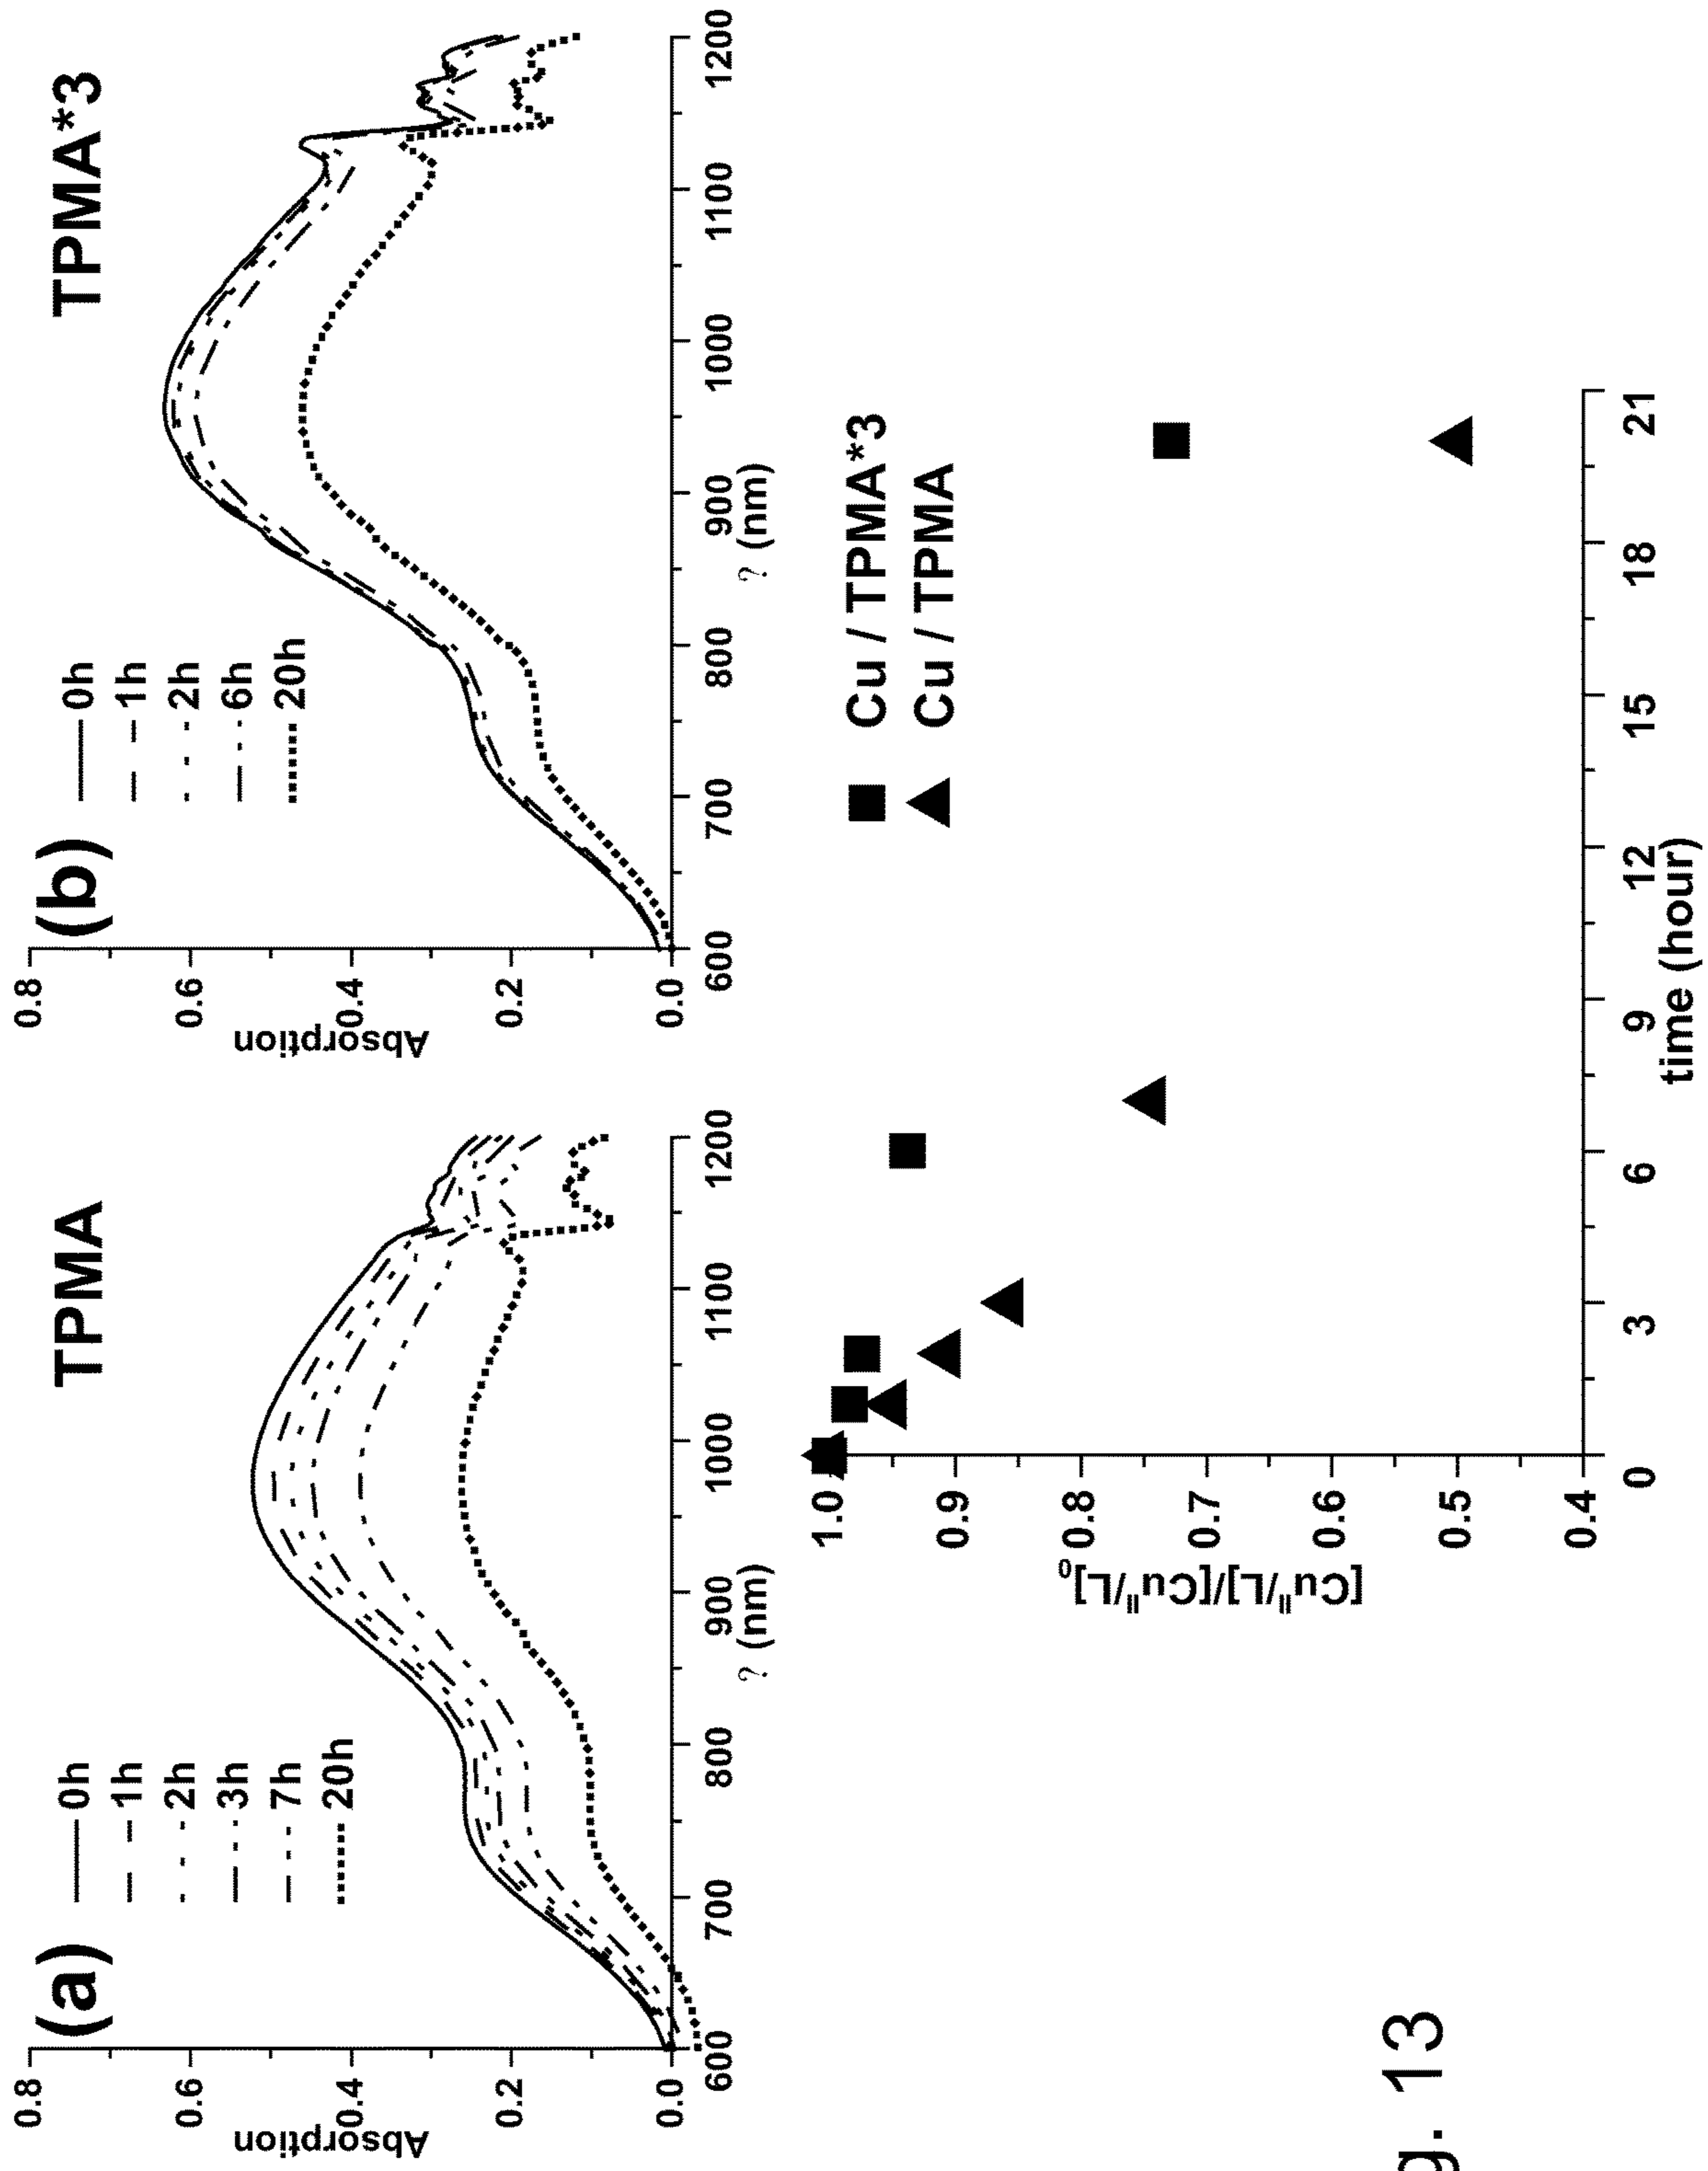 (a)
TPMA
0h
1h
2h
3h
7h
20h
Absorption
0.8
0.6
0.4
0.2
0.0
600 700 800 900 1000 1100 1200
? (nm)
(b)
TPMA*3
0h
1h
2h
6h
20h
Absorption
0.8
0.6
0.4
0.2
0.0
600 700 800 900 1000 1100 1200
? (nm)
Cu / TPMA*3
Cu / TPMA
[Cuᴵᴵ/L]/[Cuᴵᴵ/L]₀
1.0
0.9
0.8
0.7
0.6
0.5
0.4
0 3 6 9 12 15 18 21
time (hour)
g. 13